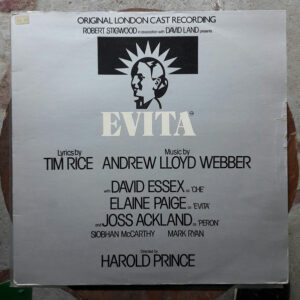 ORIGINAL LONDON CAST RECORDING
ROBERT STIGWOOD in association with DAVID LAND presents
EVITA
Lyrics by Music by
TIM RICE ANDREW LLOYD WEBBER
with DAVID ESSEX as 'CHE'
ELAINE PAIGE as 'EVITA'
and JOSS ACKLAND as 'PERON'
SIOBHAN McCARTHY MARK RYAN
Directed by
HAROLD PRINCE